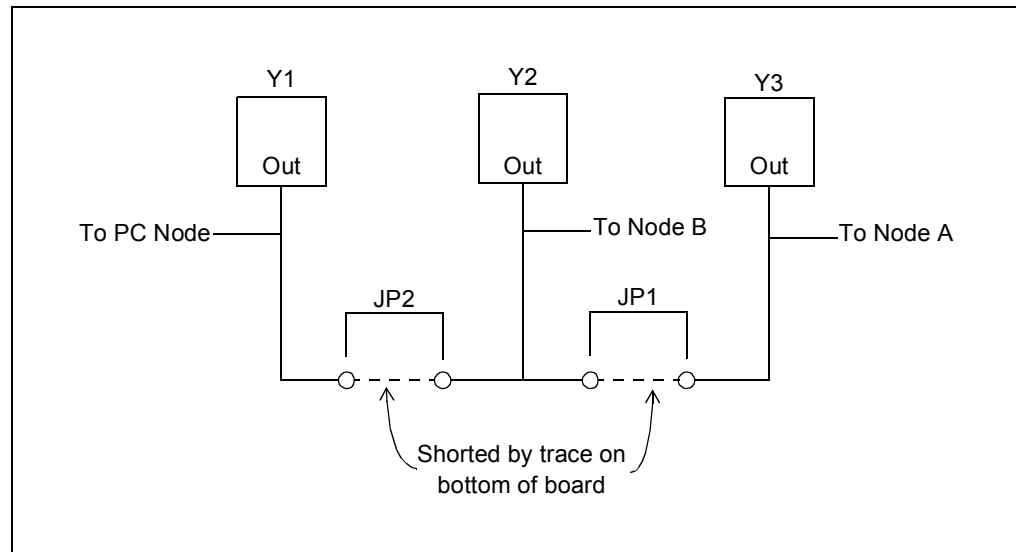 Y1
Y2
Y3
Out
Out
Out
To PC Node
To Node B
To Node A
JP2
JP1
Shorted by trace on
bottom of board